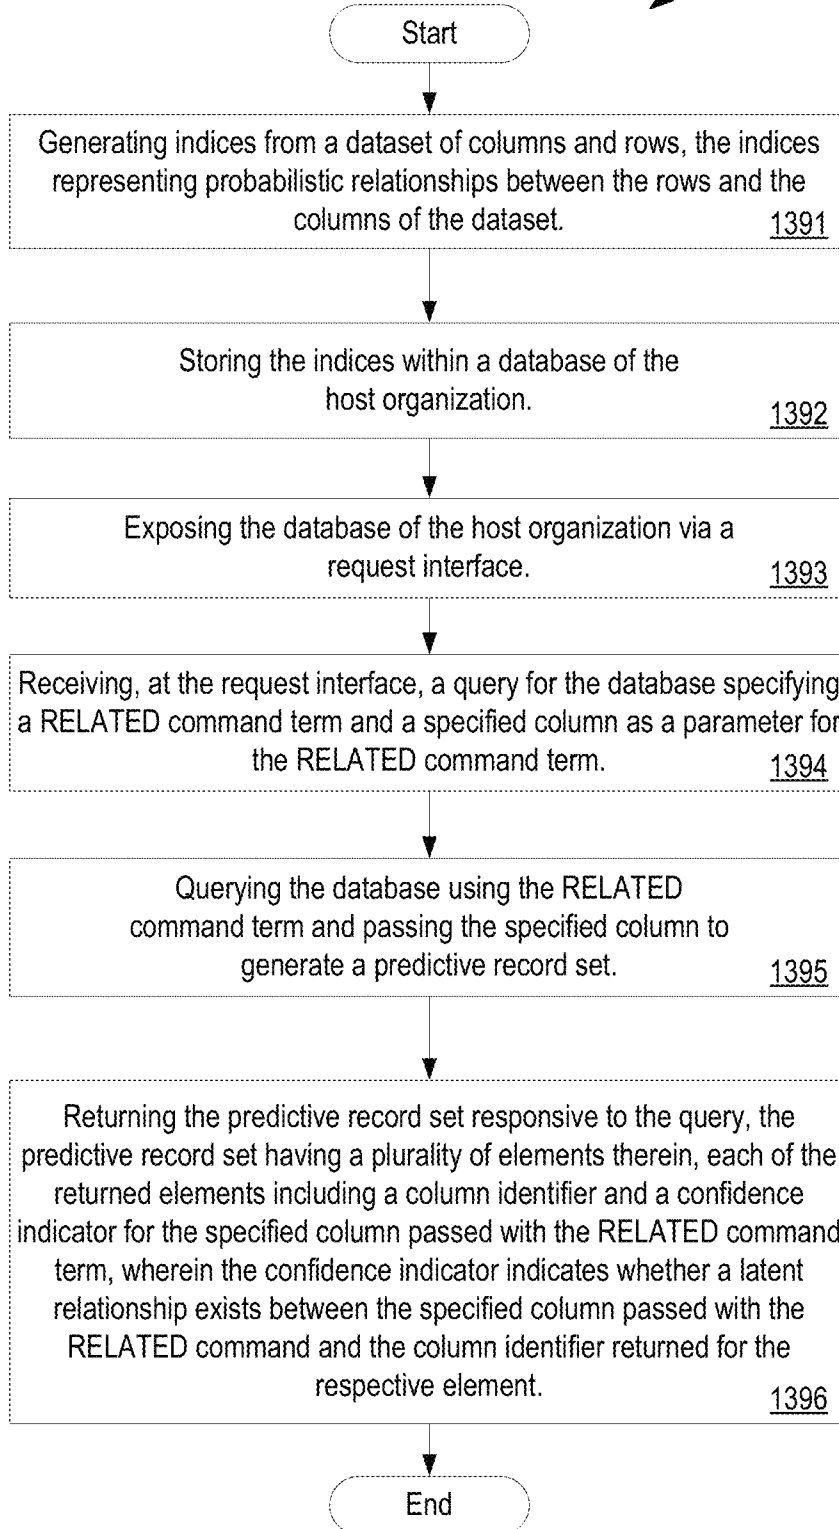 Start
Generating indices from a dataset of columns and rows, the indices
representing probabilistic relationships between the rows and the
columns of the dataset.
1391
Storing the indices within a database of the
host organization.
1392
Exposing the database of the host organization via a
request interface.
1393
Receiving, at the request interface, a query for the database specifying
a RELATED command term and a specified column as a parameter for
the RELATED command term.
1394
Querying the database using the RELATED
command term and passing the specified column to
generate a predictive record set.
1395
Returning the predictive record set responsive to the query, the
predictive record set having a plurality of elements therein, each of the
returned elements including a column identifier and a confidence
indicator for the specified column passed with the RELATED command
term, wherein the confidence indicator indicates whether a latent
relationship exists between the specified column passed with the
RELATED command and the column identifier returned for the
respective element.
1396
End